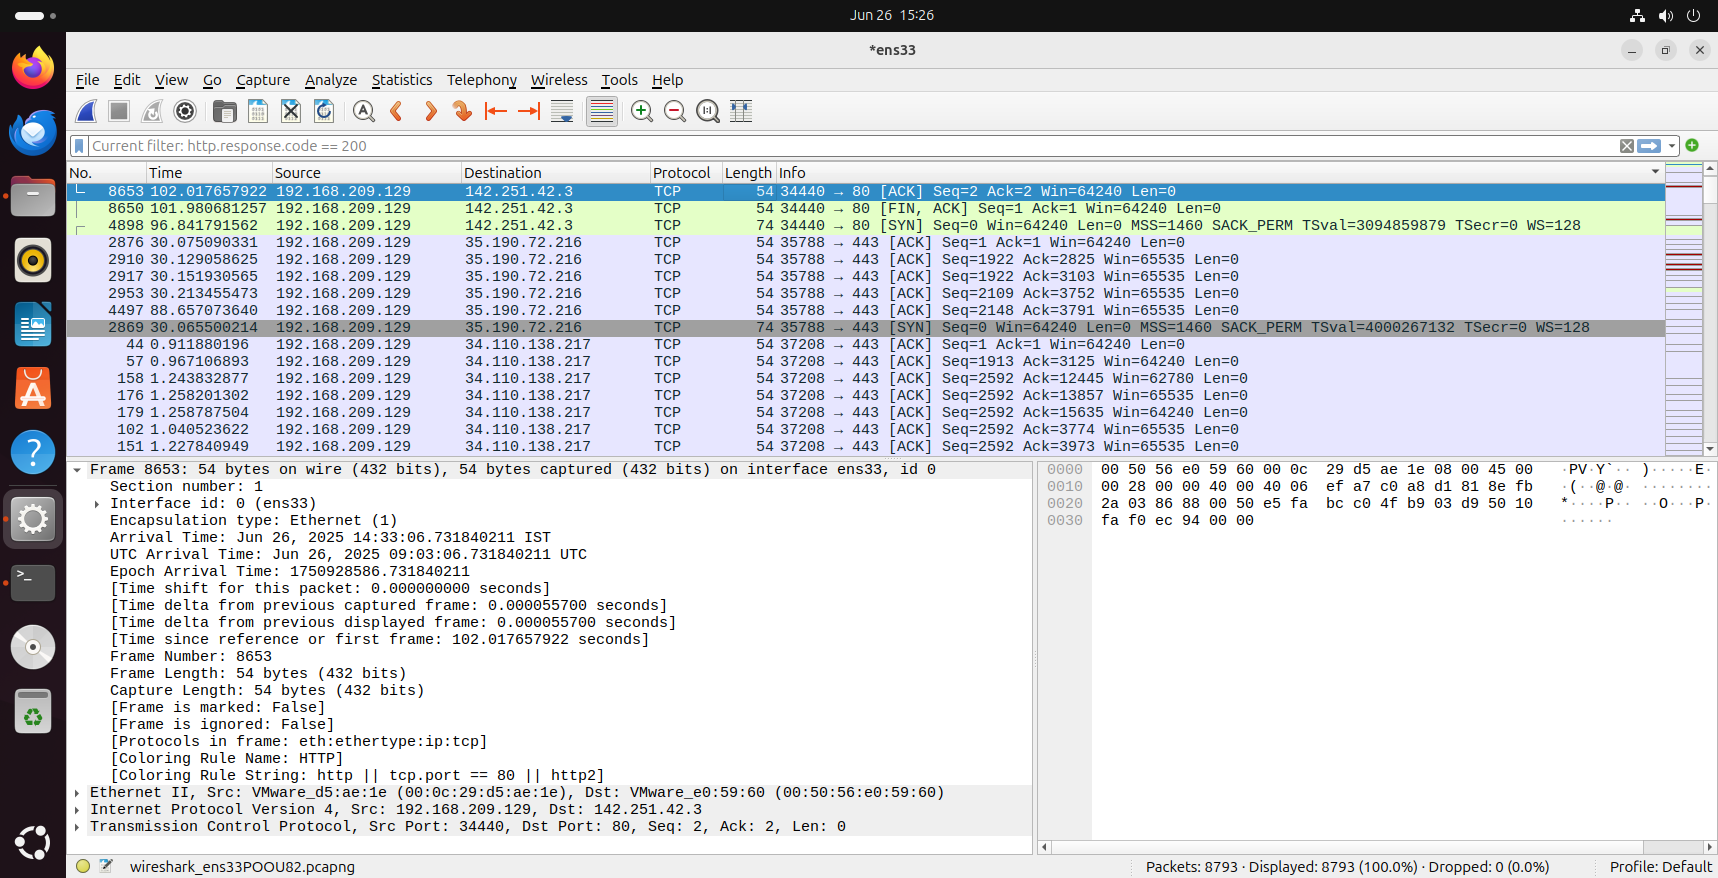 Jun 26 15:26
*ens33
File Edit View Go Capture Analyze Statistics Telephony Wireless Tools Help
Current filter: http.response.code == 200
No. Time Source Destination Protocol Length Info
8653 102.017657922 192.168.209.129 142.251.42.3 TCP 54 34440 → 80 [ACK] Seq=2 Ack=2 Win=64240 Len=0
8650 101.980681257 192.168.209.129 142.251.42.3 TCP 54 34440 → 80 [FIN, ACK] Seq=1 Ack=1 Win=64240 Len=0
4898 96.841791562 192.168.209.129 142.251.42.3 TCP 74 34440 → 80 [SYN] Seq=0 Win=64240 Len=0 MSS=1460 SACK_PERM TSval=3094859879 TSecr=0 WS=128
2876 30.075090331 192.168.209.129 35.190.72.216 TCP 54 35788 → 443 [ACK] Seq=1 Ack=1 Win=64240 Len=0
2910 30.129058625 192.168.209.129 35.190.72.216 TCP 54 35788 → 443 [ACK] Seq=1922 Ack=2825 Win=65535 Len=0
2917 30.151930565 192.168.209.129 35.190.72.216 TCP 54 35788 → 443 [ACK] Seq=1922 Ack=3103 Win=65535 Len=0
2953 30.213455473 192.168.209.129 35.190.72.216 TCP 54 35788 → 443 [ACK] Seq=2109 Ack=3752 Win=65535 Len=0
4497 88.657073640 192.168.209.129 35.190.72.216 TCP 54 35788 → 443 [ACK] Seq=2148 Ack=3791 Win=65535 Len=0
2869 30.065500214 192.168.209.129 35.190.72.216 TCP 74 35788 → 443 [SYN] Seq=0 Win=64240 Len=0 MSS=1460 SACK_PERM TSval=4000267132 TSecr=0 WS=128
44 0.911880196 192.168.209.129 34.110.138.217 TCP 54 37208 → 443 [ACK] Seq=1 Ack=1 Win=64240 Len=0
57 0.967106893 192.168.209.129 34.110.138.217 TCP 54 37208 → 443 [ACK] Seq=1913 Ack=3125 Win=64240 Len=0
158 1.243832877 192.168.209.129 34.110.138.217 TCP 54 37208 → 443 [ACK] Seq=2592 Ack=12445 Win=62780 Len=0
176 1.258201302 192.168.209.129 34.110.138.217 TCP 54 37208 → 443 [ACK] Seq=2592 Ack=13857 Win=65535 Len=0
179 1.258787504 192.168.209.129 34.110.138.217 TCP 54 37208 → 443 [ACK] Seq=2592 Ack=15635 Win=64240 Len=0
102 1.040523622 192.168.209.129 34.110.138.217 TCP 54 37208 → 443 [ACK] Seq=2592 Ack=3774 Win=65535 Len=0
151 1.227840949 192.168.209.129 34.110.138.217 TCP 54 37208 → 443 [ACK] Seq=2592 Ack=3973 Win=65535 Len=0
Frame 8653: 54 bytes on wire (432 bits), 54 bytes captured (432 bits) on interface ens33, id 0
Section number: 1
Interface id: 0 (ens33)
Encapsulation type: Ethernet (1)
Arrival Time: Jun 26, 2025 14:33:06.731840211 IST
UTC Arrival Time: Jun 26, 2025 09:03:06.731840211 UTC
Epoch Arrival Time: 1750928586.731840211
[Time shift for this packet: 0.000000000 seconds]
[Time delta from previous captured frame: 0.000055700 seconds]
[Time delta from previous displayed frame: 0.000055700 seconds]
[Time since reference or first frame: 102.017657922 seconds]
Frame Number: 8653
Frame Length: 54 bytes (432 bits)
Capture Length: 54 bytes (432 bits)
[Frame is marked: False]
[Frame is ignored: False]
[Protocols in frame: eth:ethertype:ip:tcp]
[Coloring Rule Name: HTTP]
[Coloring Rule String: http || tcp.port == 80 || http2]
Ethernet II, Src: VMware_d5:ae:1e (00:0c:29:d5:ae:1e), Dst: VMware_e0:59:60 (00:50:56:e0:59:60)
Internet Protocol Version 4, Src: 192.168.209.129, Dst: 142.251.42.3
Transmission Control Protocol, Src Port: 34440, Dst Port: 80, Seq: 2, Ack: 2, Len: 0
0000 00 50 56 e0 59 60 00 0c 29 d5 ae 1e 08 00 45 00 ·PV·Y`·· )·····E·
0010 00 28 00 00 40 00 40 06 ef a7 c0 a8 d1 81 8e fb ·(··@·@· ········
0020 2a 03 86 88 00 50 e5 fa bc c0 4f b9 03 d9 50 10 *····P·· ··O···P·
0030 fa f0 ec 94 00 00 ······
wireshark_ens33POOU82.pcapng
Packets: 8793 · Displayed: 8793 (100.0%) · Dropped: 0 (0.0%)
Profile: Default